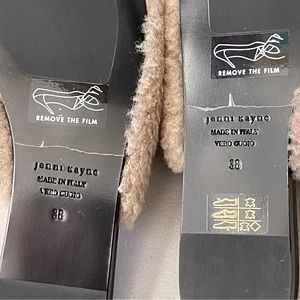 REMOVE THE FILM
jenni kayne
MADE IN ITALY
VERO CUOIO
38
REMOVE THE FILM
jenni kayne
MADE IN ITALY
VERO CUOIO
38